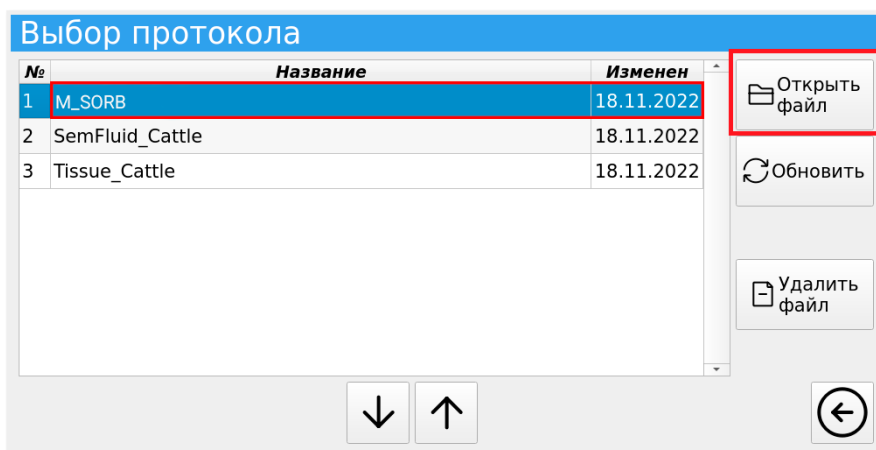 Выбор протокола
№ Название Изменен
1 M_SORB 18.11.2022
2 SemFluid_Cattle 18.11.2022
3 Tissue_Cattle 18.11.2022
Открыть
файл
Обновить
Удалить
файл